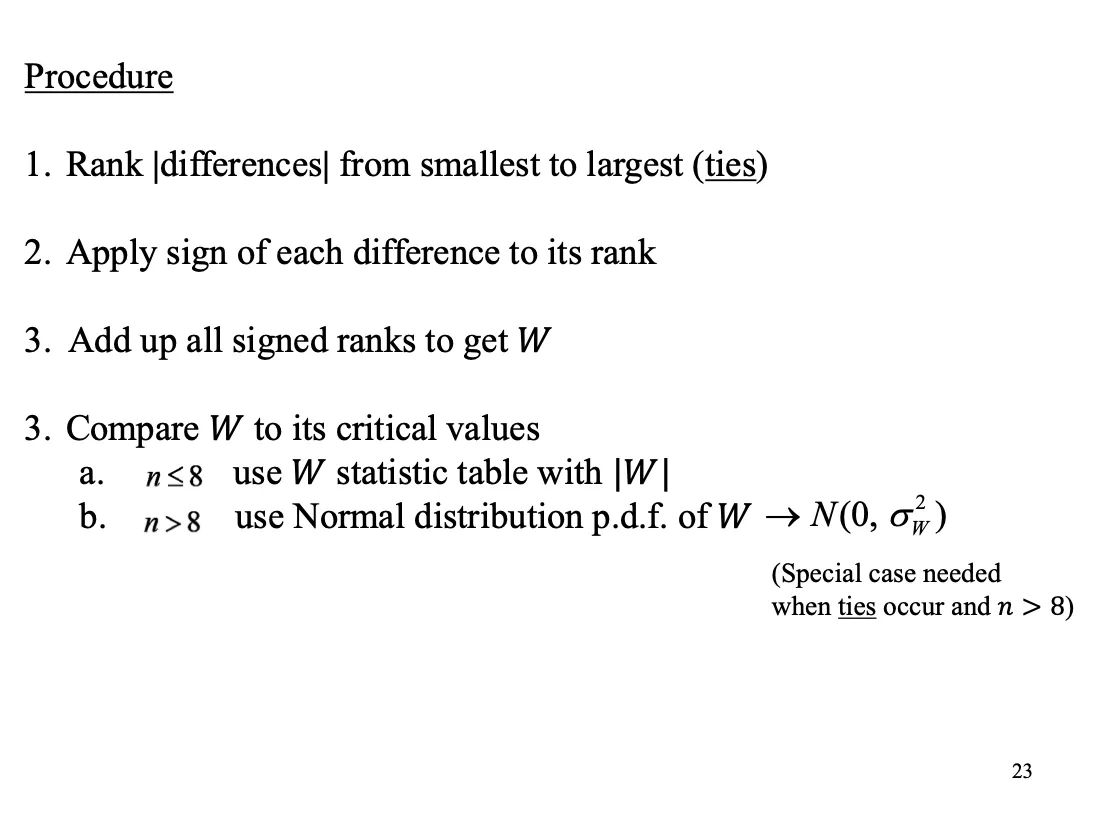 Procedure
1. Rank |differences| from smallest to largest (ties)
2. Apply sign of each difference to its rank
3. Add up all signed ranks to get W
3. Compare W to its critical values
a. n ≤ 8 use W statistic table with |W|
b. n > 8 use Normal distribution p.d.f. of W → N(0, σ²_W)
(Special case needed
when ties occur and n > 8)
23